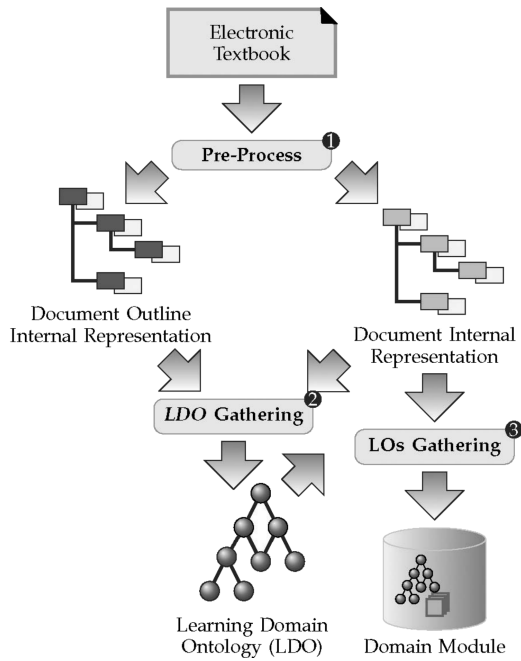 Electronic
Textbook
Pre-Process
1
Document Outline
Internal Representation
Document Internal
Representation
LDO Gathering
2
LOs Gathering
3
Learning Domain
Ontology (LDO)
Domain Module